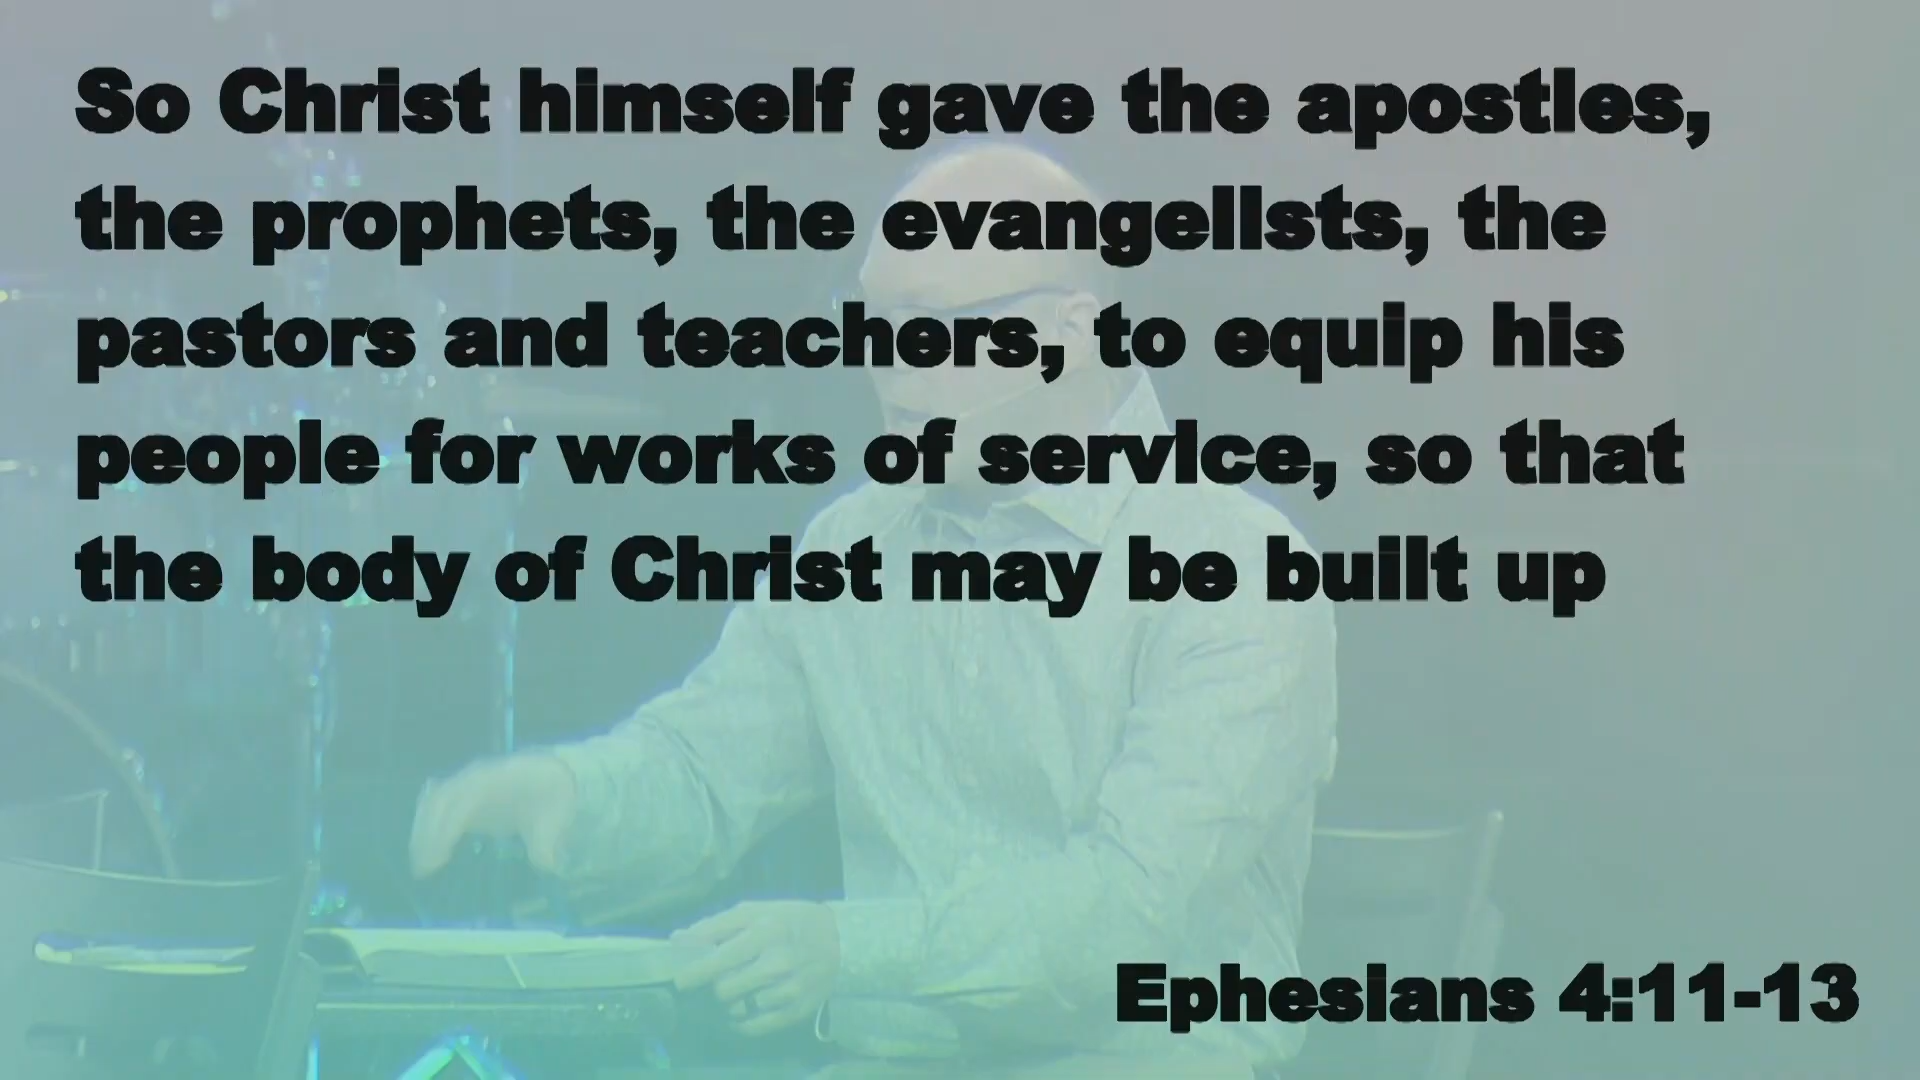 So Christ himself gave the apostles,
the prophets, the evangelists, the
pastors and teachers, to equip his
people for works of service, so that
the body of Christ may be built up
Ephesians 4:11-13